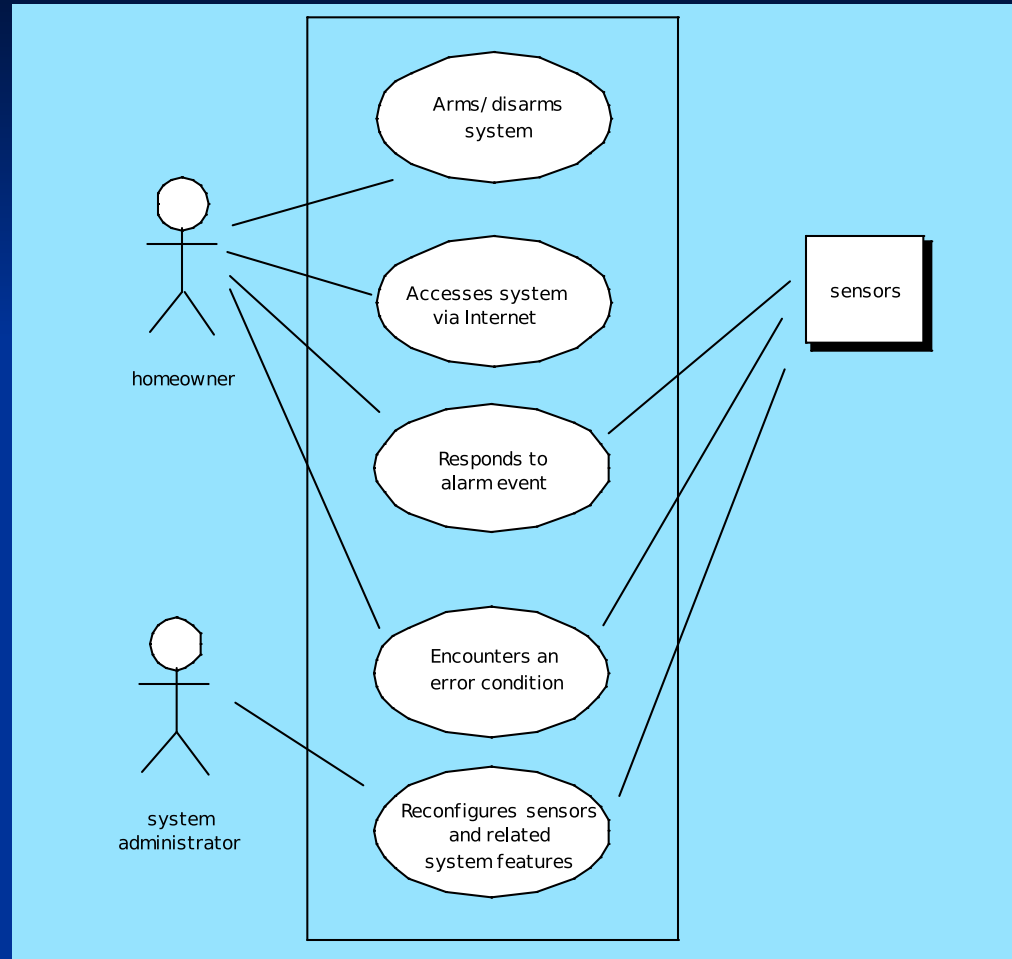 Arms/disarms
system
Accesses system
via Internet
sensors
homeowner
Responds to
alarm event
Encounters an
error condition
system
administrator
Reconfigures sensors
and related
system features